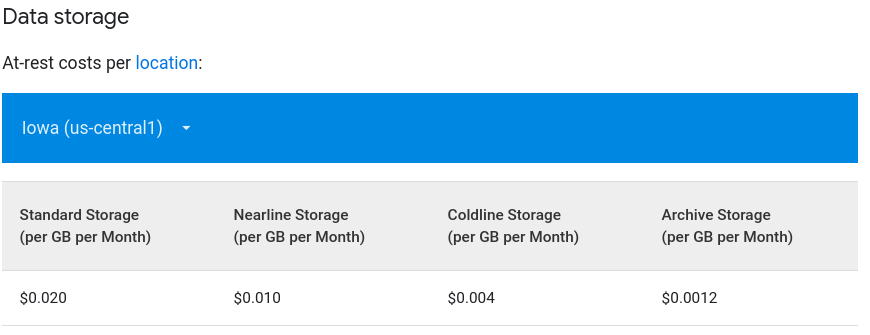 Data storage
At-rest costs per location:
Iowa (us-central1)
Standard Storage (per GB per Month)
Nearline Storage (per GB per Month)
Coldline Storage (per GB per Month)
Archive Storage (per GB per Month)
$0.020 $0.010 $0.004 $0.0012